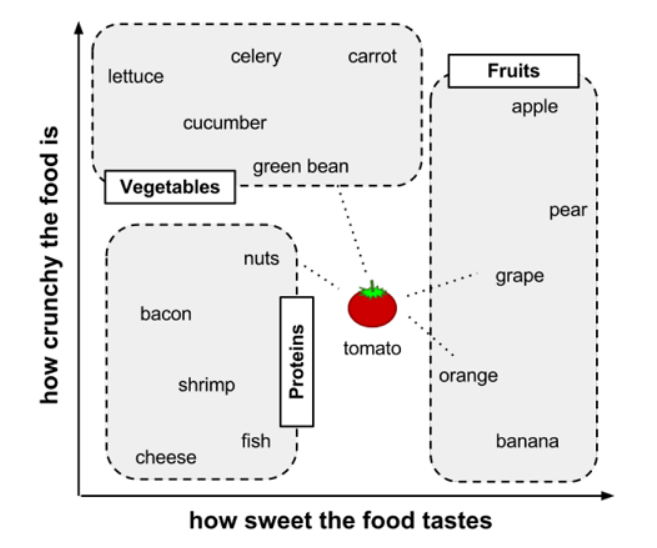 celery
carrot
lettuce
Fruits
apple
cucumber
green bean
Vegetables
pear
nuts
grape
bacon
tomato
Proteins
shrimp
orange
fish
banana
cheese
how crunchy the food is
how sweet the food tastes